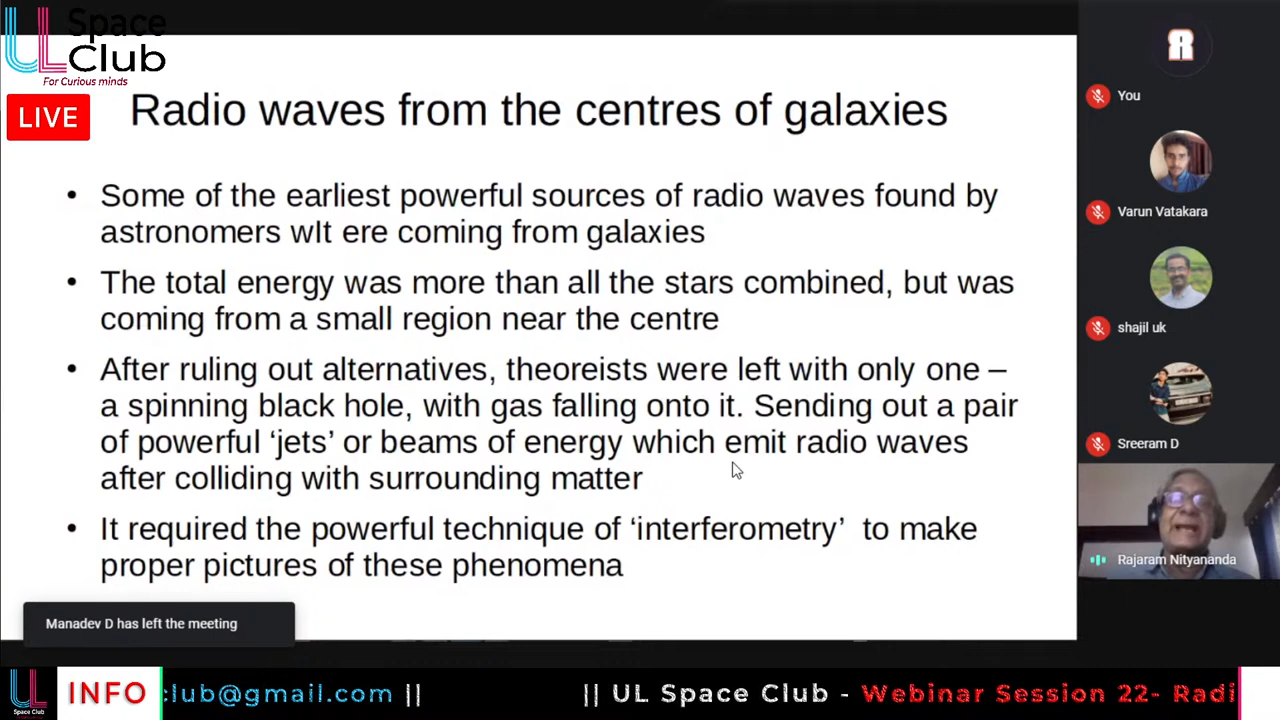 UL Space
Club
For Curious minds
LIVE
Radio waves from the centres of galaxies
• Some of the earliest powerful sources of radio waves found by
astronomers wIt ere coming from galaxies
• The total energy was more than all the stars combined, but was
coming from a small region near the centre
• After ruling out alternatives, theoreists were left with only one –
a spinning black hole, with gas falling onto it. Sending out a pair
of powerful ‘jets’ or beams of energy which emit radio waves
after colliding with surrounding matter
• It required the powerful technique of ‘interferometry’  to make
proper pictures of these phenomena
Manadev D has left the meeting
You
Varun Vatakara
shajil uk
Sreeram D
Rajaram Nityananda
UL
Space Club
INFO
club@gmail.com || || UL Space Club - Webinar Session 22- Radi